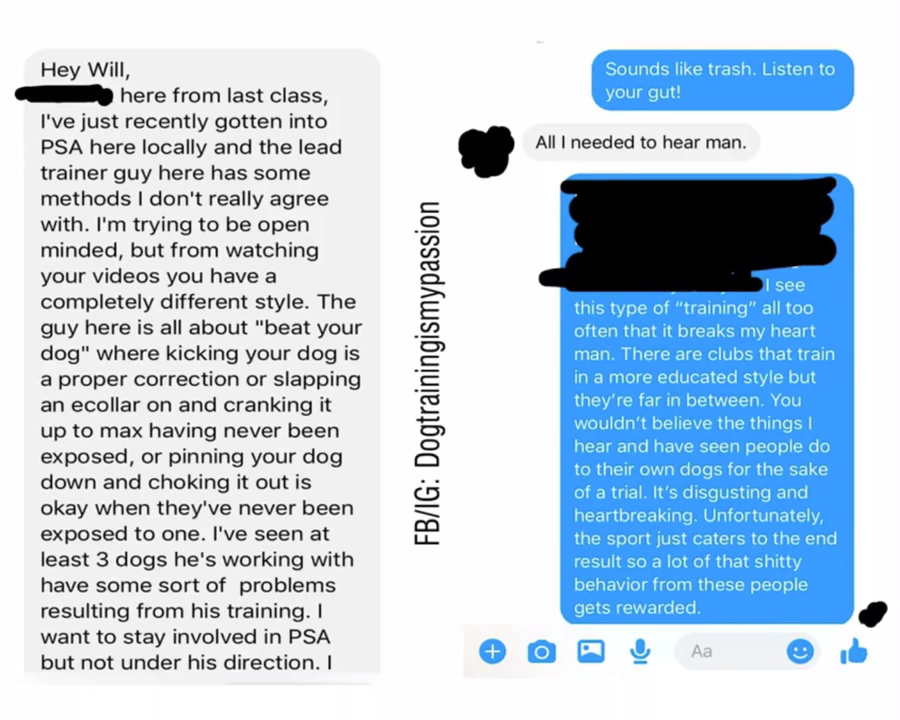 Hey Will,
here from last class,
I've just recently gotten into
PSA here locally and the lead
trainer guy here has some
methods I don't really agree
with. I'm trying to be open
minded, but from watching
your videos you have a
completely different style. The
guy here is all about "beat your
dog" where kicking your dog is
a proper correction or slapping
an ecollar on and cranking it
up to max having never been
exposed, or pinning your dog
down and choking it out is
okay when they've never been
exposed to one. I've seen at
least 3 dogs he's working with
have some sort of problems
resulting from his training. I
want to stay involved in PSA
but not under his direction. I
FB/IG: Dogtrainingismypassion
Sounds like trash. Listen to
your gut!
All I needed to hear man.
I see
this type of “training” all too
often that it breaks my heart
man. There are clubs that train
in a more educated style but
they’re far in between. You
wouldn’t believe the things I
hear and have seen people do
to their own dogs for the sake
of a trial. It’s disgusting and
heartbreaking. Unfortunately,
the sport just caters to the end
result so a lot of that shitty
behavior from these people
gets rewarded.
Aa